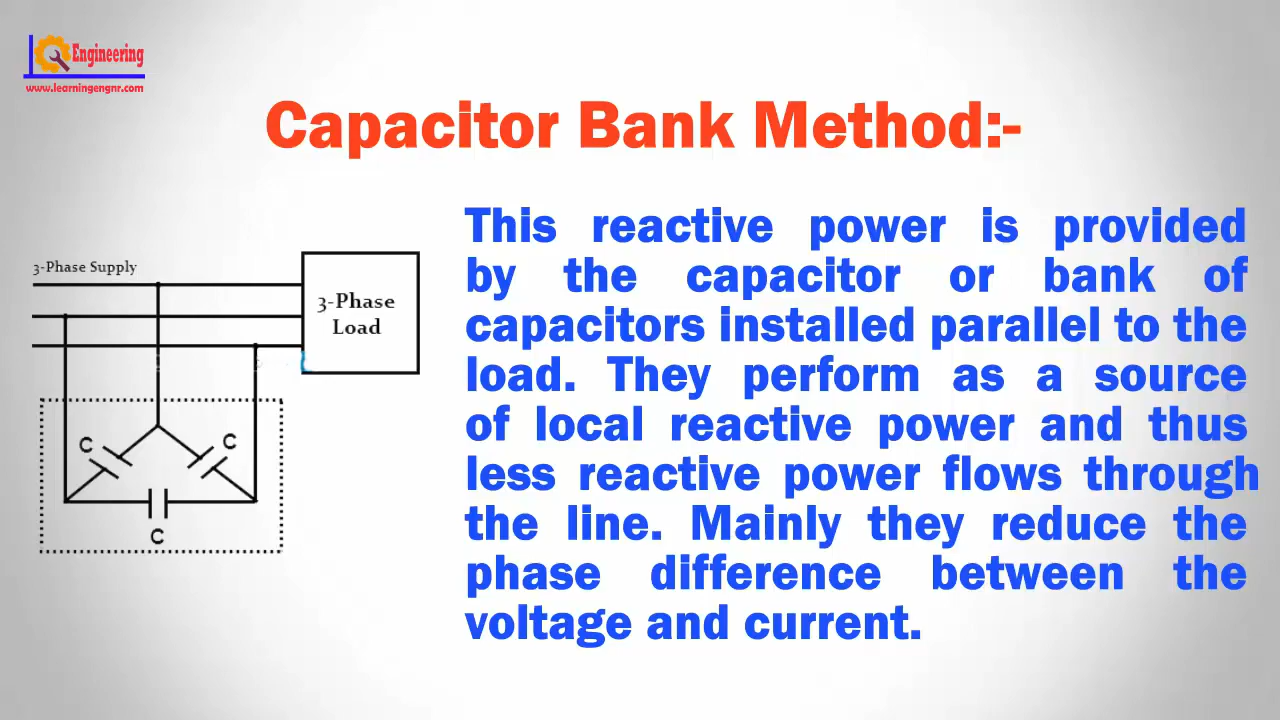 Engineering
www.learningengnr.com
Capacitor Bank Method:-
3-Phase Supply
3-Phase
Load
C
C
C
This reactive power is provided
by the capacitor or bank of
capacitors installed parallel to the
load. They perform as a source
of local reactive power and thus
less reactive power flows through
the line. Mainly they reduce the
phase difference between the
voltage and current.